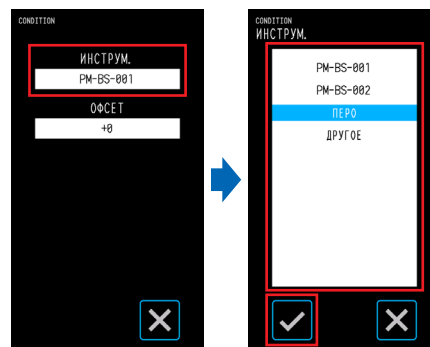 CONDITION
ИНСТРУМ.
PM-BS-001
ОФСЕТ
+0
CONDITION
ИНСТРУМ.
PM-BS-001
PM-BS-002
ПЕРО
ДРУГОЕ